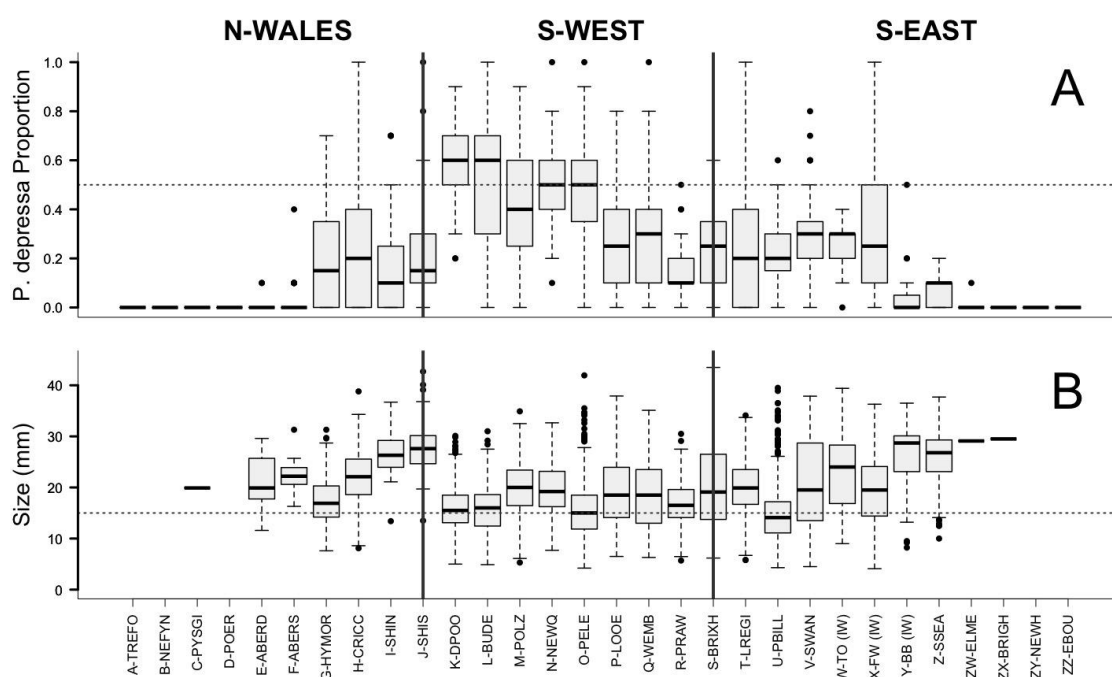 N-WALES S-WEST S-EAST
A
P. depressa Proportion
1.0
0.8
0.6
0.4
0.2
0.0
B
Size (mm)
40
30
20
10
0
A-TREFO
B-NEFYN
C-PYSGI
D-POER
E-ABERD
F-ABERS
G-HYMOR
H-CRICC
I-SHIN
J-SHIS
K-DPOO
L-BUDE
M-POLZ
N-NEWQ
O-PELE
P-LOOE
Q-WEMB
R-PRAW
S-BRIXH
T-LREGI
U-PBILL
V-SWAN
W-TO (IW)
X-FW (IW)
Y-BB (IW)
Z-SSEA
ZW-ELME
ZX-BRIGH
ZY-NEWH
ZZ-EBOU